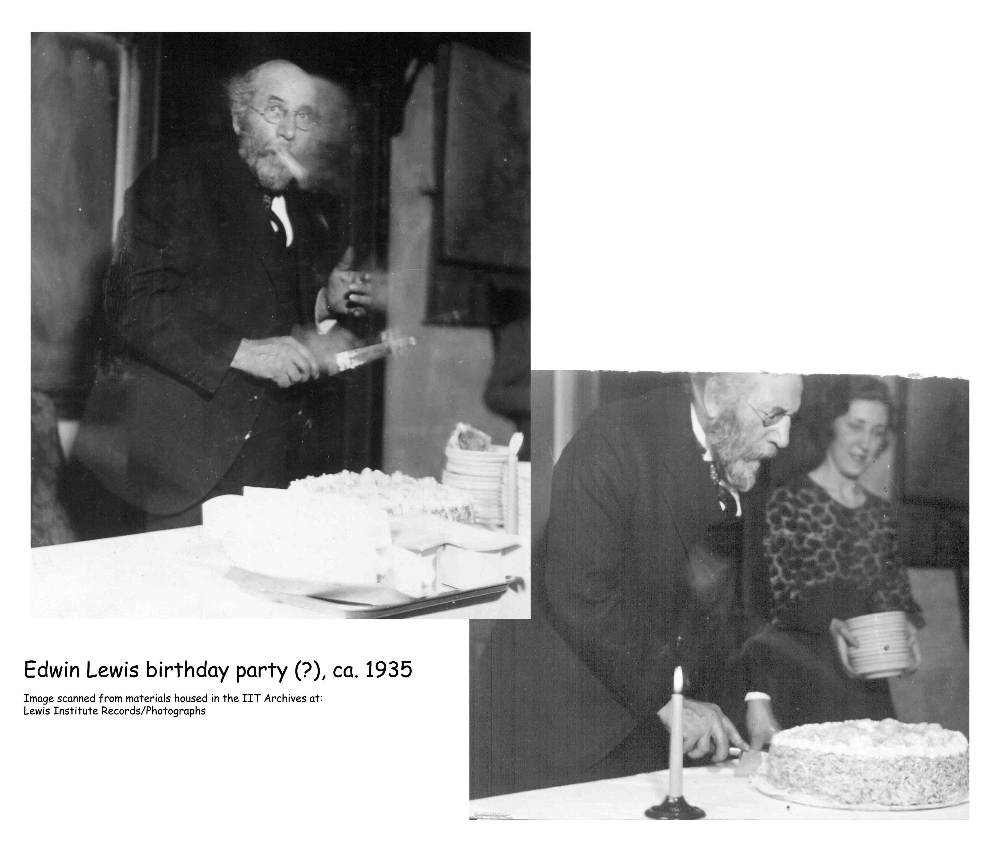 Edwin Lewis birthday party (?), ca. 1935
Image scanned from materials housed in the IIT Archives at:
Lewis Institute Records/Photographs